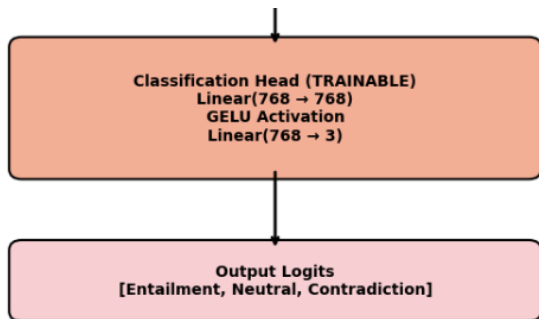 Classification Head (TRAINABLE)
Linear(768 → 768)
GELU Activation
Linear(768 → 3)
Output Logits
[Entailment, Neutral, Contradiction]